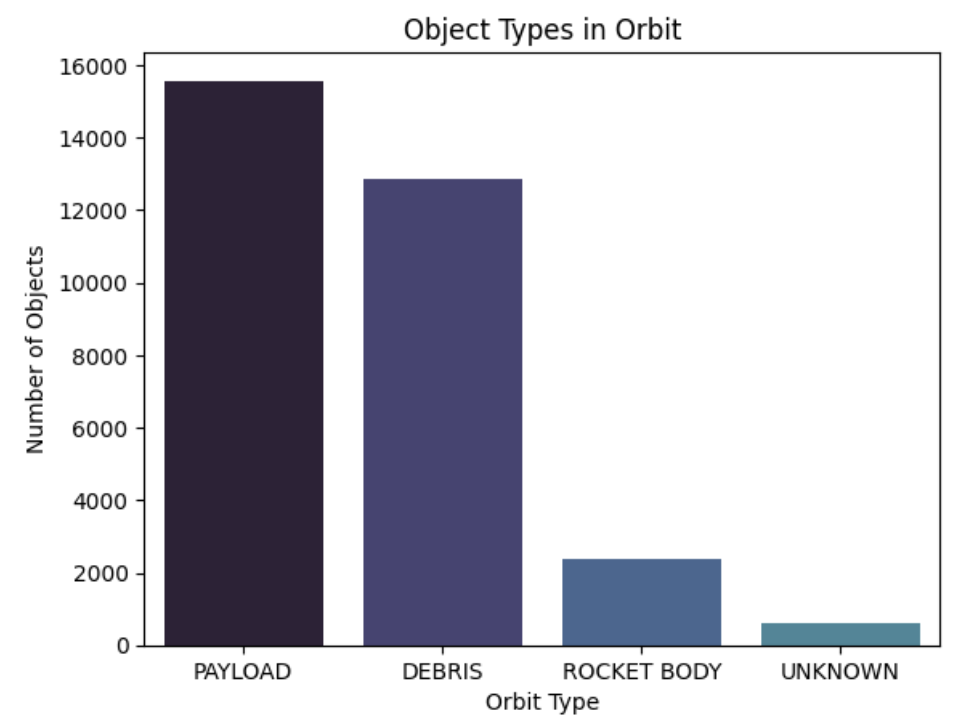 Object Types in Orbit
Number of Objects
16000
14000
12000
10000
8000
6000
4000
2000
0
PAYLOAD DEBRIS ROCKET BODY UNKNOWN
Orbit Type